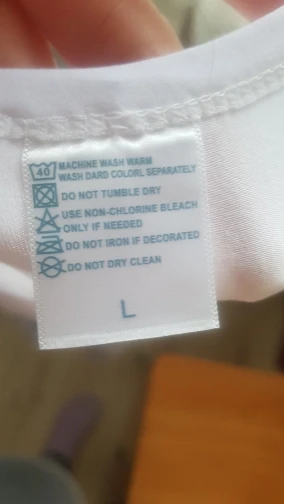 40
MACHINE WASH WARM
WASH DARD COLORL SEPARATELY
DO NOT TUMBLE DRY
USE NON-CHLORINE BLEACH
ONLY IF NEEDED
DO NOT IRON IF DECORATED
DO NOT DRY CLEAN
L